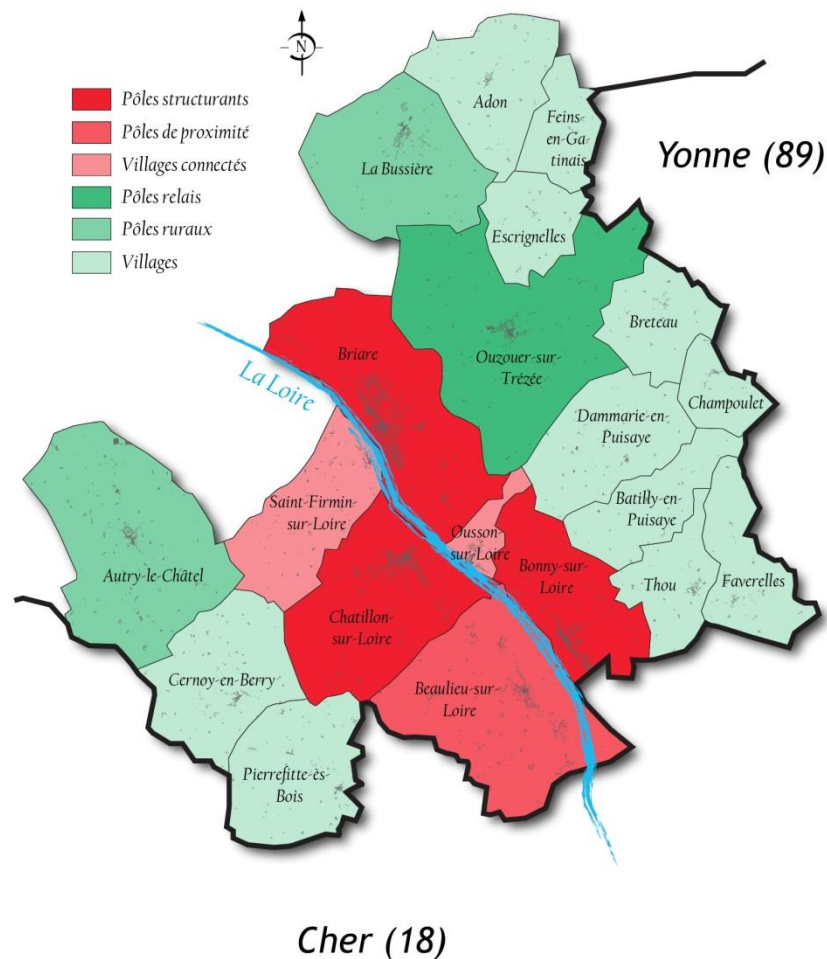 N
Pôles structurants
Pôles de proximité
Villages connectés
Pôles relais
Pôles ruraux
Villages
Adon
Feins-
en-Ga-
tinais
Yonne (89)
La Bussière
Escrignelles
Breteau
Briare
Ouzouer-sur-
Trézée
La Loire
Champoulet
Dammarie-en-
Puisaye
Saint-Firmin-
sur-Loire
Batilly-en-
Puisaye
Ousson-
sur-Loire
Bonny-sur-
Loire
Autry-le-Châtel
Thou
Faverelles
Chatillon-
sur-Loire
Cernoy-en-Berry
Beaulieu-sur-
Loire
Pierrefitte-ès-
Bois
Cher (18)